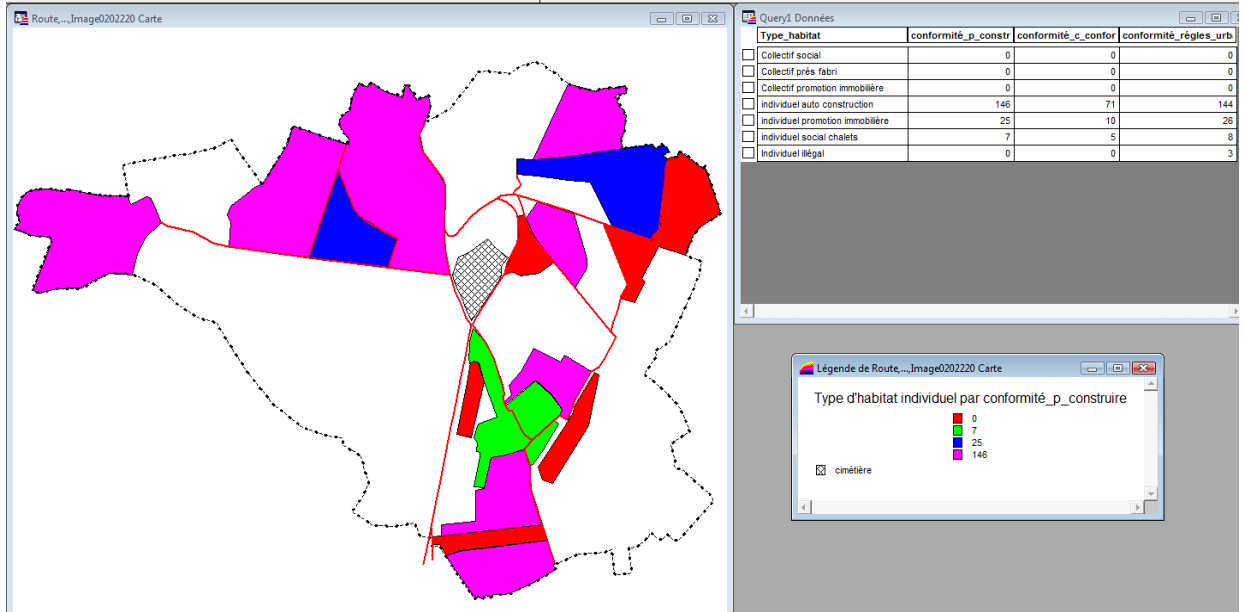 Route,...,Image0202220 Carte
Query1 Données
Type_habitat conformité_p_constr conformité_c_confor conformité_régles_urb
Collectif social 0 0 0
Collectif prés fabri 0 0 0
Collectif promotion immobilière 0 0 0
individuel auto construction 146 71 144
individuel promotion immobilière 25 10 26
individuel social chalets 7 5 8
Individuel illégal 0 0 3
Légende de Route,...,Image0202220 Carte
Type d'habitat individuel par conformité_p_construire
0
7
25
146
cimétière